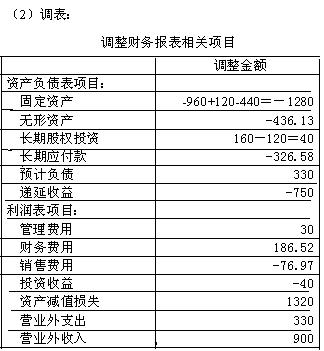 （2）调表：
调整财务报表相关项目
调整金额
资产负债表项目：
固定资产 -960+120-440＝－1280
无形资产 -436.13
长期股权投资 160－120＝40
长期应付款 -326.58
预计负债 330
递延收益 -750
利润表项目：
管理费用 30
财务费用 186.52
销售费用 -76.97
投资收益 -40
资产减值损失 1320
营业外支出 330
营业外收入 900